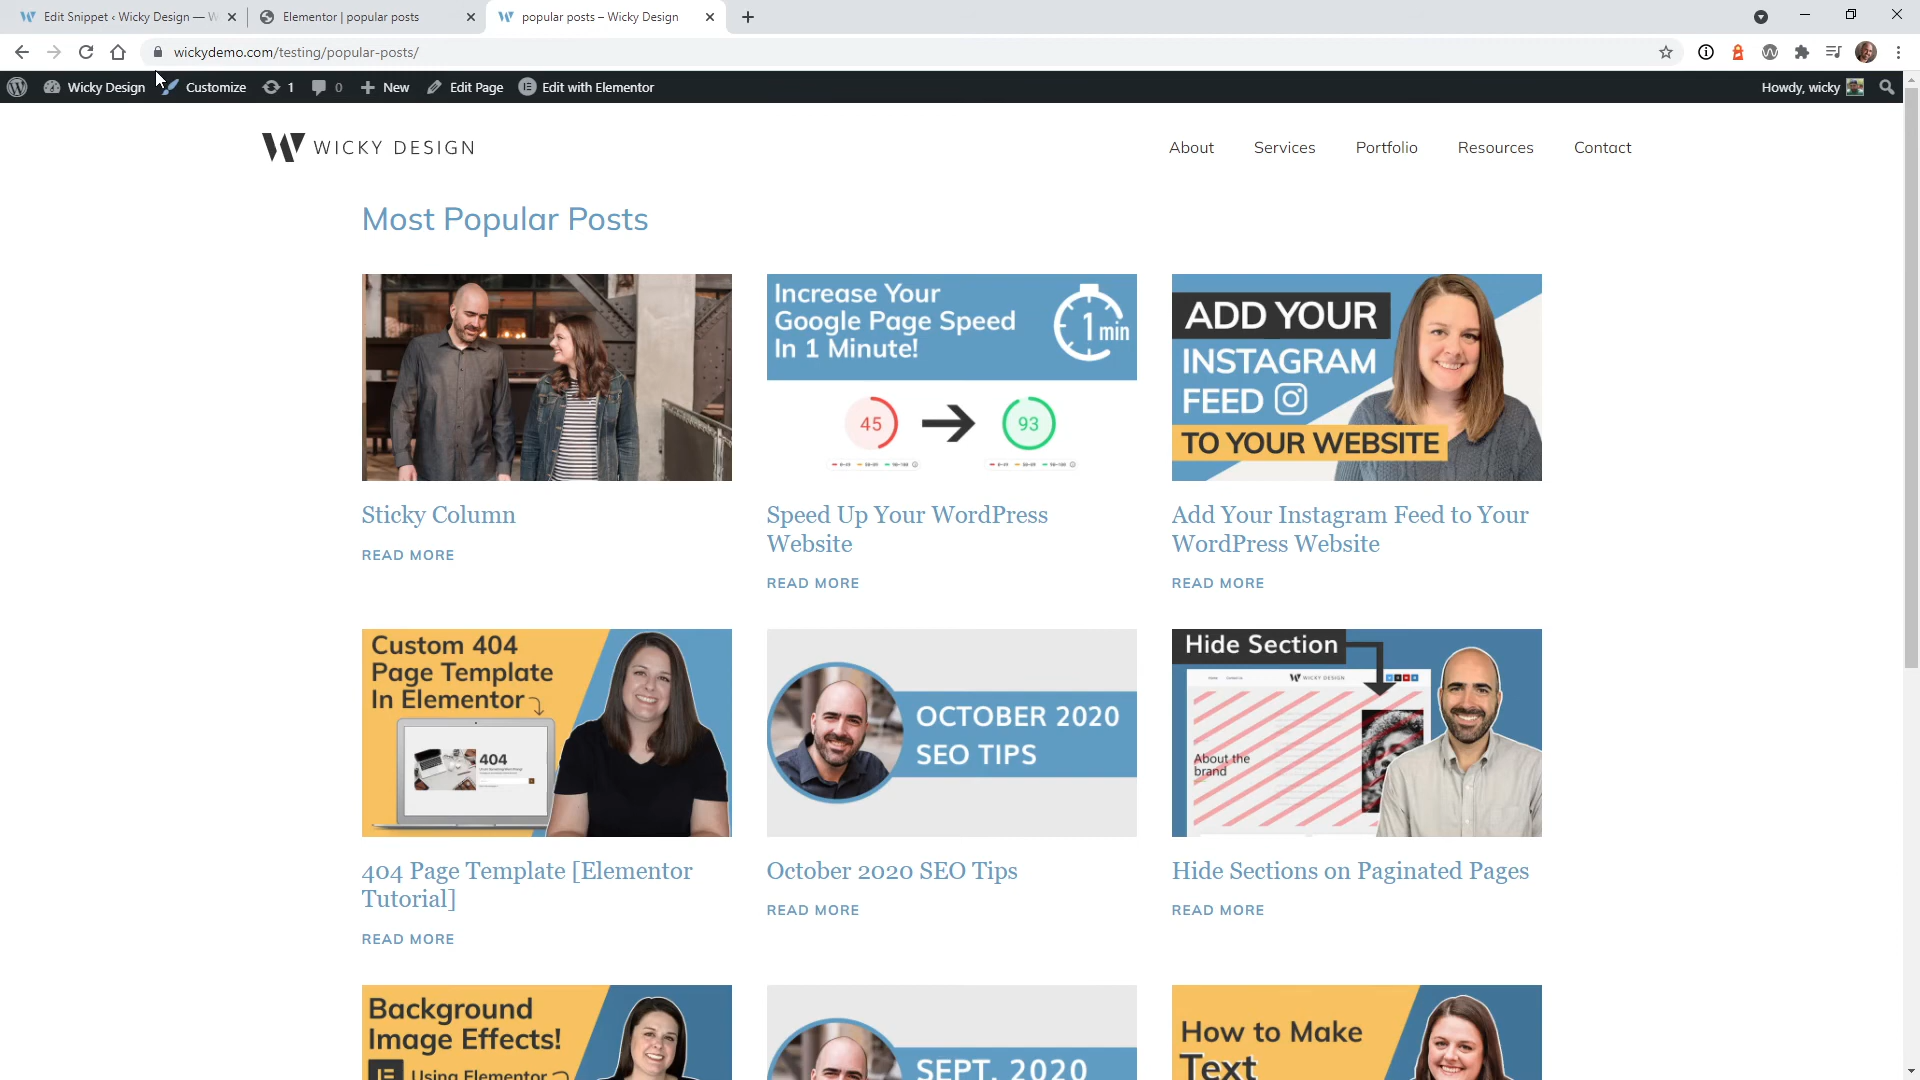 Edit Snippet ‹ Wicky Design — W
Elementor | popular posts
popular posts – Wicky Design
wickydemo.com/testing/popular-posts/
Wicky Design
Customize
1
0
New
Edit Page
Edit with Elementor
Howdy, wicky
WICKY DESIGN
About
Services
Portfolio
Resources
Contact
Most Popular Posts
Increase Your
Google Page Speed
In 1 Minute!
1 min
45
93
ADD YOUR
INSTAGRAM
FEED
TO YOUR WEBSITE
Sticky Column
READ MORE
Speed Up Your WordPress
Website
READ MORE
Add Your Instagram Feed to Your
WordPress Website
READ MORE
Custom 404
Page Template
In Elementor
404
OCTOBER 2020
SEO TIPS
Hide Section
WICKY DESIGN
About the
brand
404 Page Template [Elementor
Tutorial]
READ MORE
October 2020 SEO Tips
READ MORE
Hide Sections on Paginated Pages
READ MORE
Background
Image Effects!
Using Elementor
SEPT. 2020
How to Make
Text